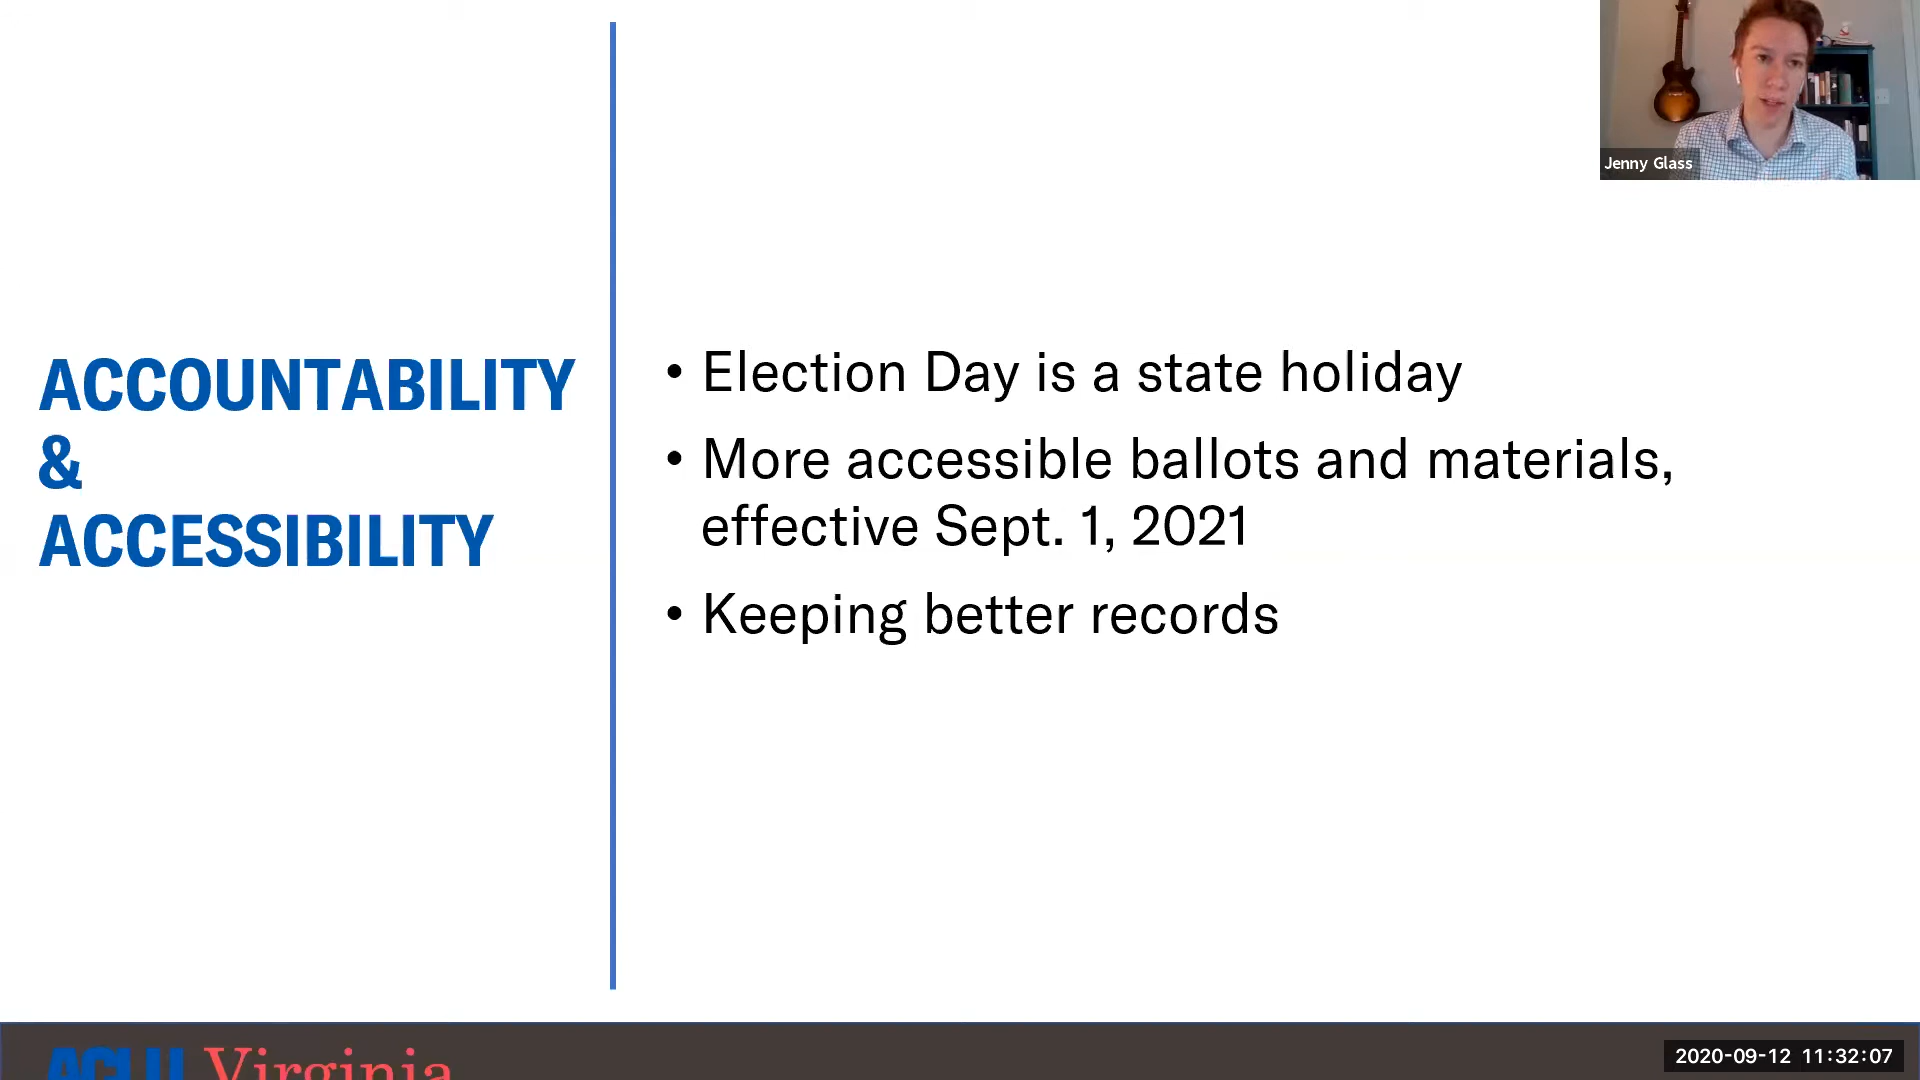 Jenny Glass
ACCOUNTABILITY
&
ACCESSIBILITY
• Election Day is a state holiday
• More accessible ballots and materials,
effective Sept. 1, 2021
• Keeping better records
ACLU Virginia
2020-09-12 11:32:07